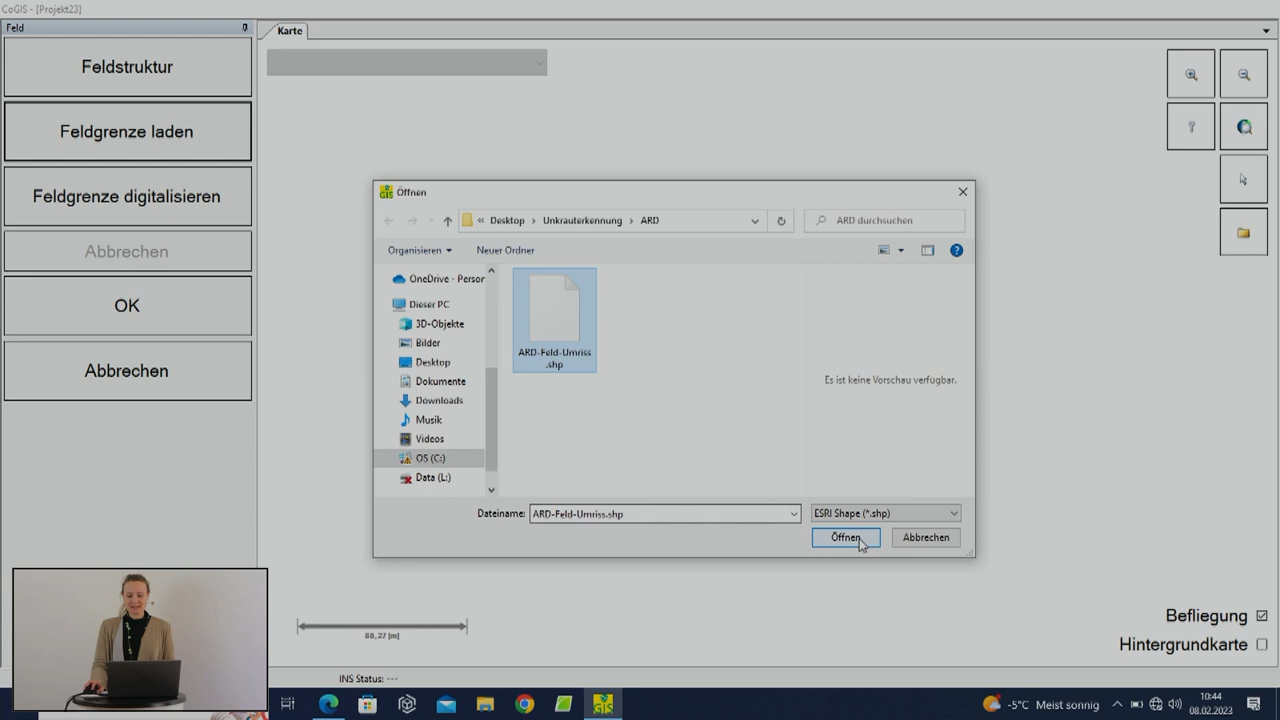 CoGIS - [Projekt23]
Feld
Karte
Feldstruktur
Feldgrenze laden
Feldgrenze digitalisieren
Abbrechen
OK
Abbrechen
GIS
Öffnen
« Desktop › Unkrauterkennung › ARD
ARD durchsuchen
Organisieren
Neuer Ordner
?
OneDrive - Person
Dieser PC
3D-Objekte
Bilder
Desktop
Dokumente
Downloads
Musik
Videos
OS (C:)
Data (L:)
ARD-Feld-Umriss
.shp
Es ist keine Vorschau verfügbar.
Dateiname:
ARD-Feld-Umriss.shp
ESRI Shape (*.shp)
Öffnen
Abbrechen
88,27 [m]
Befliegung
Hintergrundkarte
INS Status: ---
GIS
-5°C Meist sonnig
10:44
08.02.2023